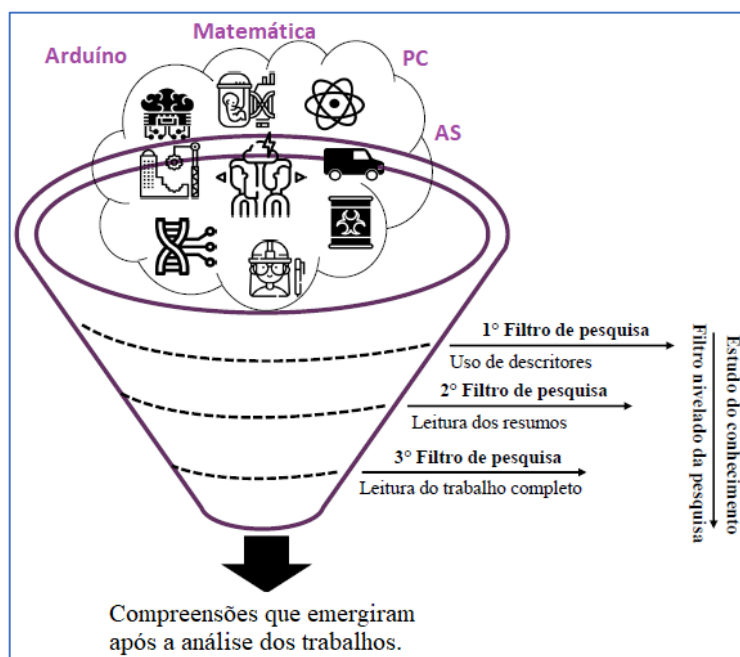 Matemática
Arduíno
PC
AS
1° Filtro de pesquisa
Uso de descritores
2° Filtro de pesquisa
Leitura dos resumos
3° Filtro de pesquisa
Leitura do trabalho completo
Estudo do conhecimento
Filtro nivelado da pesquisa
Compreensões que emergiram
após a análise dos trabalhos.